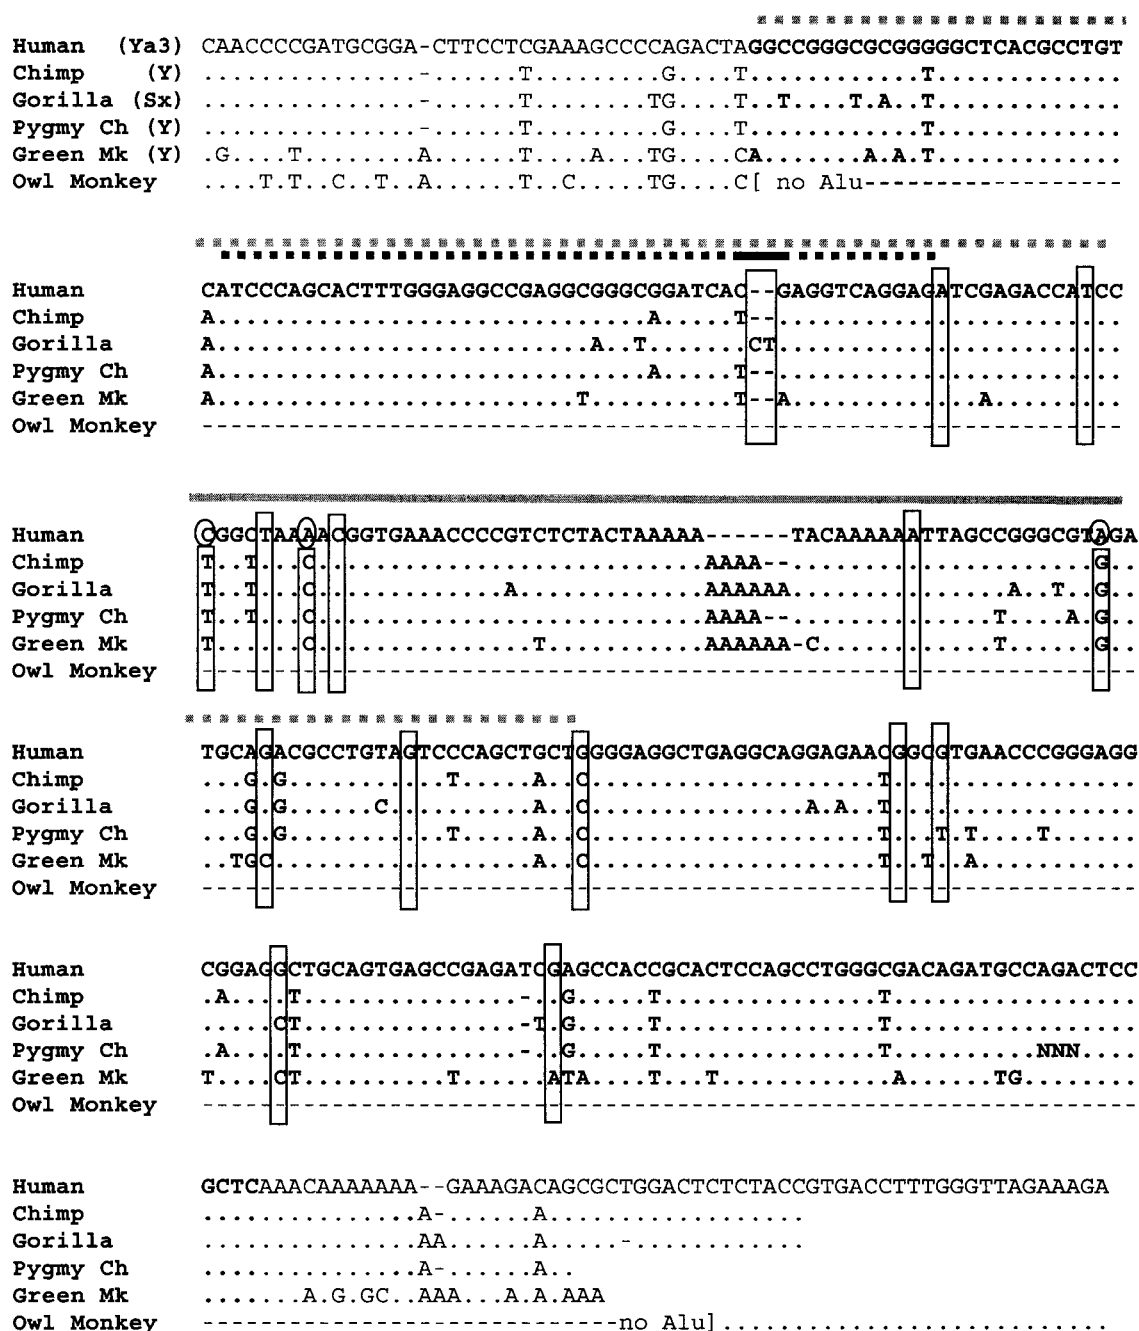 Human (Ya3) CAACCCCGATGCGGA-CTTCCTCGAAAGCCCCAGACTAGGCCGGGCGCGGGGGCTCACGCCTGT
Chimp (Y) ...............-......T.........G....T............T.............
Gorilla (Sx) ...............-......T........TG....T..T....T.A..T.............
Pygmy Ch (Y) ...............-......T.........G....T............T.............
Green Mk (Y) .G....T........A......T....A...TG....CA.......A.A.T.............
Owl Monkey ....T.T..C..T..A......T..C.....TG....C[ no Alu------------------
Human CATCCCAGCACTTTGGGAGGCCGAGGCGGGCGGATCAC--GAGGTCAGGAGATCGAGACCATCC
Chimp A..............................A.....T--........................
Gorilla A..........................A..T.......CT........................
Pygmy Ch A..............................A.....T--........................
Green Mk A.........................T..........T--A.............A.........
Owl Monkey ----------------------------------------------------------------
Human CGGCTAAAACGGTGAAACCCCGTCTCTACTAAAAA------TACAAAAAATTAGCCGGGCGTAGA
Chimp T..T...C...........................AAAA--.....................G..
Gorilla T..T...C.............A.............AAAAAA...............A..T..G..
Pygmy Ch T..T...C...........................AAAA--..............T....A.G..
Green Mk T......C...............T...........AAAAAA-C............T......G..
Owl Monkey -----------------------------------------------------------------
Human TGCAGACGCCTGTAGTCCCAGCTGCTGGGGAGGCTGAGGCAGGAGAACGGCGTGAACCCGGGAGG
Chimp ...G.G...........T.....A..C....................T.................
Gorilla ...G.G......C..........A..C...............A.A..T.................
Pygmy Ch ...G.G...........T.....A..C....................T...T.T....T......
Green Mk ..TGC..................A..C....................T..T..A...........
Owl Monkey -----------------------------------------------------------------
Human CGGAGGCTGCAGTGAGCCGAGATCGAGCCACCGCACTCCAGCCTGGGCGACAGATGCCAGACTCC
Chimp .A....T...............-..G.....T...............T.................
Gorilla .....CT...............-T.G.....T...............T.................
Pygmy Ch .A....T...............-..G.....T...............T..........NNN....
Green Mk T....CT..........T......ATA....T...T............A......TG........
Owl Monkey -----------------------------------------------------------------
Human GCTCAAACAAAAAAA--GAAAGACAGCGCTGGACTCTCTACCGTGACCTTTGGGTTAGAAAGA
Chimp ...............A-......A..................
Gorilla ...............AA......A.....-............
Pygmy Ch ...............A-......A..
Green Mk .......A.G.GC..AAA...A.A.AAA
Owl Monkey -----------------------------no Alu]...........................